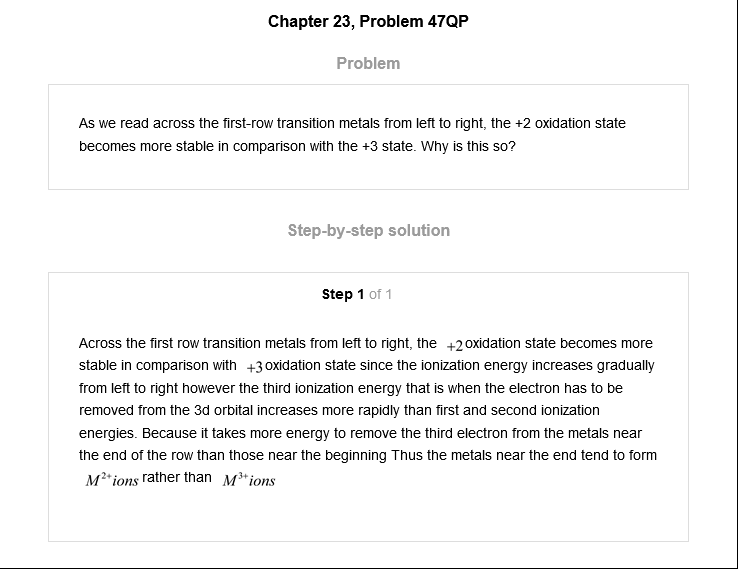 Chapter 23, Problem 47QP
Problem
As we read across the first-row transition metals from left to right, the +2 oxidation state
becomes more stable in comparison with the +3 state. Why is this so?
Step-by-step solution
Step 1 of 1
Across the first row transition metals from left to right, the +2 oxidation state becomes more
stable in comparison with +3 oxidation state since the ionization energy increases gradually
from left to right however the third ionization energy that is when the electron has to be
removed from the 3d orbital increases more rapidly than first and second ionization
energies. Because it takes more energy to remove the third electron from the metals near
the end of the row than those near the beginning Thus the metals near the end tend to form
M²⁺ ions rather than M³⁺ ions